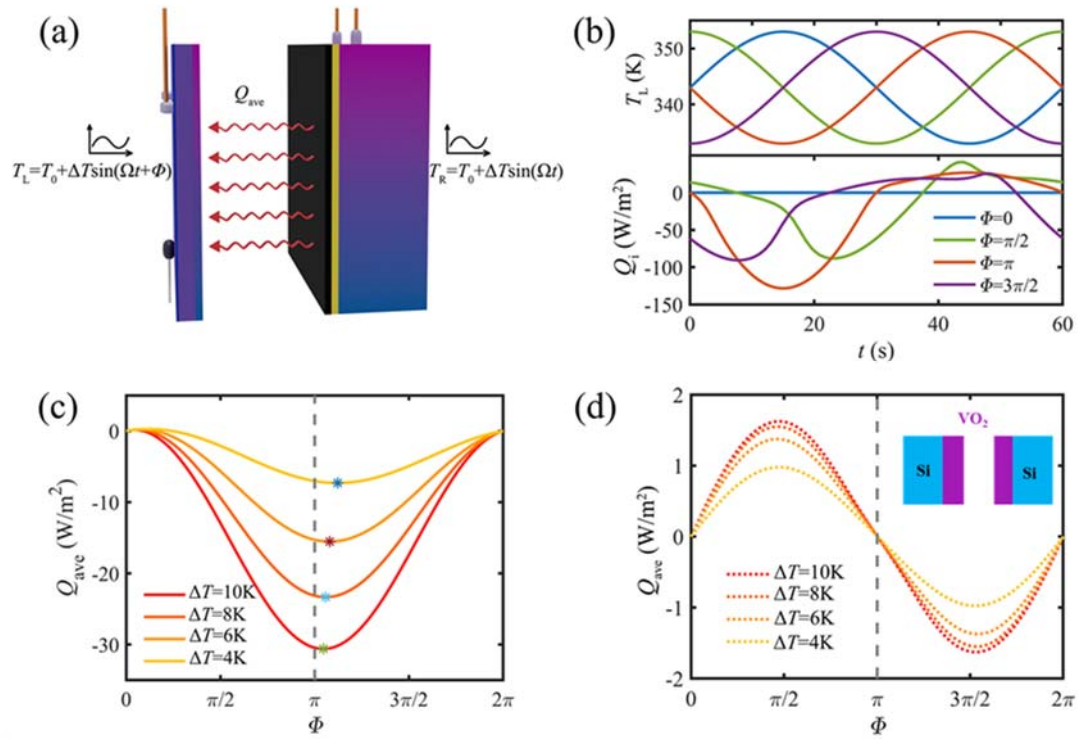 (a)
Q_ave
T_L=T_0+ΔTsin(Ωt+Φ)
T_R=T_0+ΔTsin(Ωt)
(b)
350
340
T_L (K)
0
-50
-100
-150
Q_i (W/m²)
Φ=0
Φ=π/2
Φ=π
Φ=3π/2
0 20 40 60
t (s)
(c)
0
-10
-20
-30
Q_ave (W/m²)
ΔT=10K
ΔT=8K
ΔT=6K
ΔT=4K
0 π/2 π 3π/2 2π
Φ
(d)
2
1
0
-1
-2
Q_ave (W/m²)
VO₂
Si Si
ΔT=10K
ΔT=8K
ΔT=6K
ΔT=4K
0 π/2 π 3π/2 2π
Φ